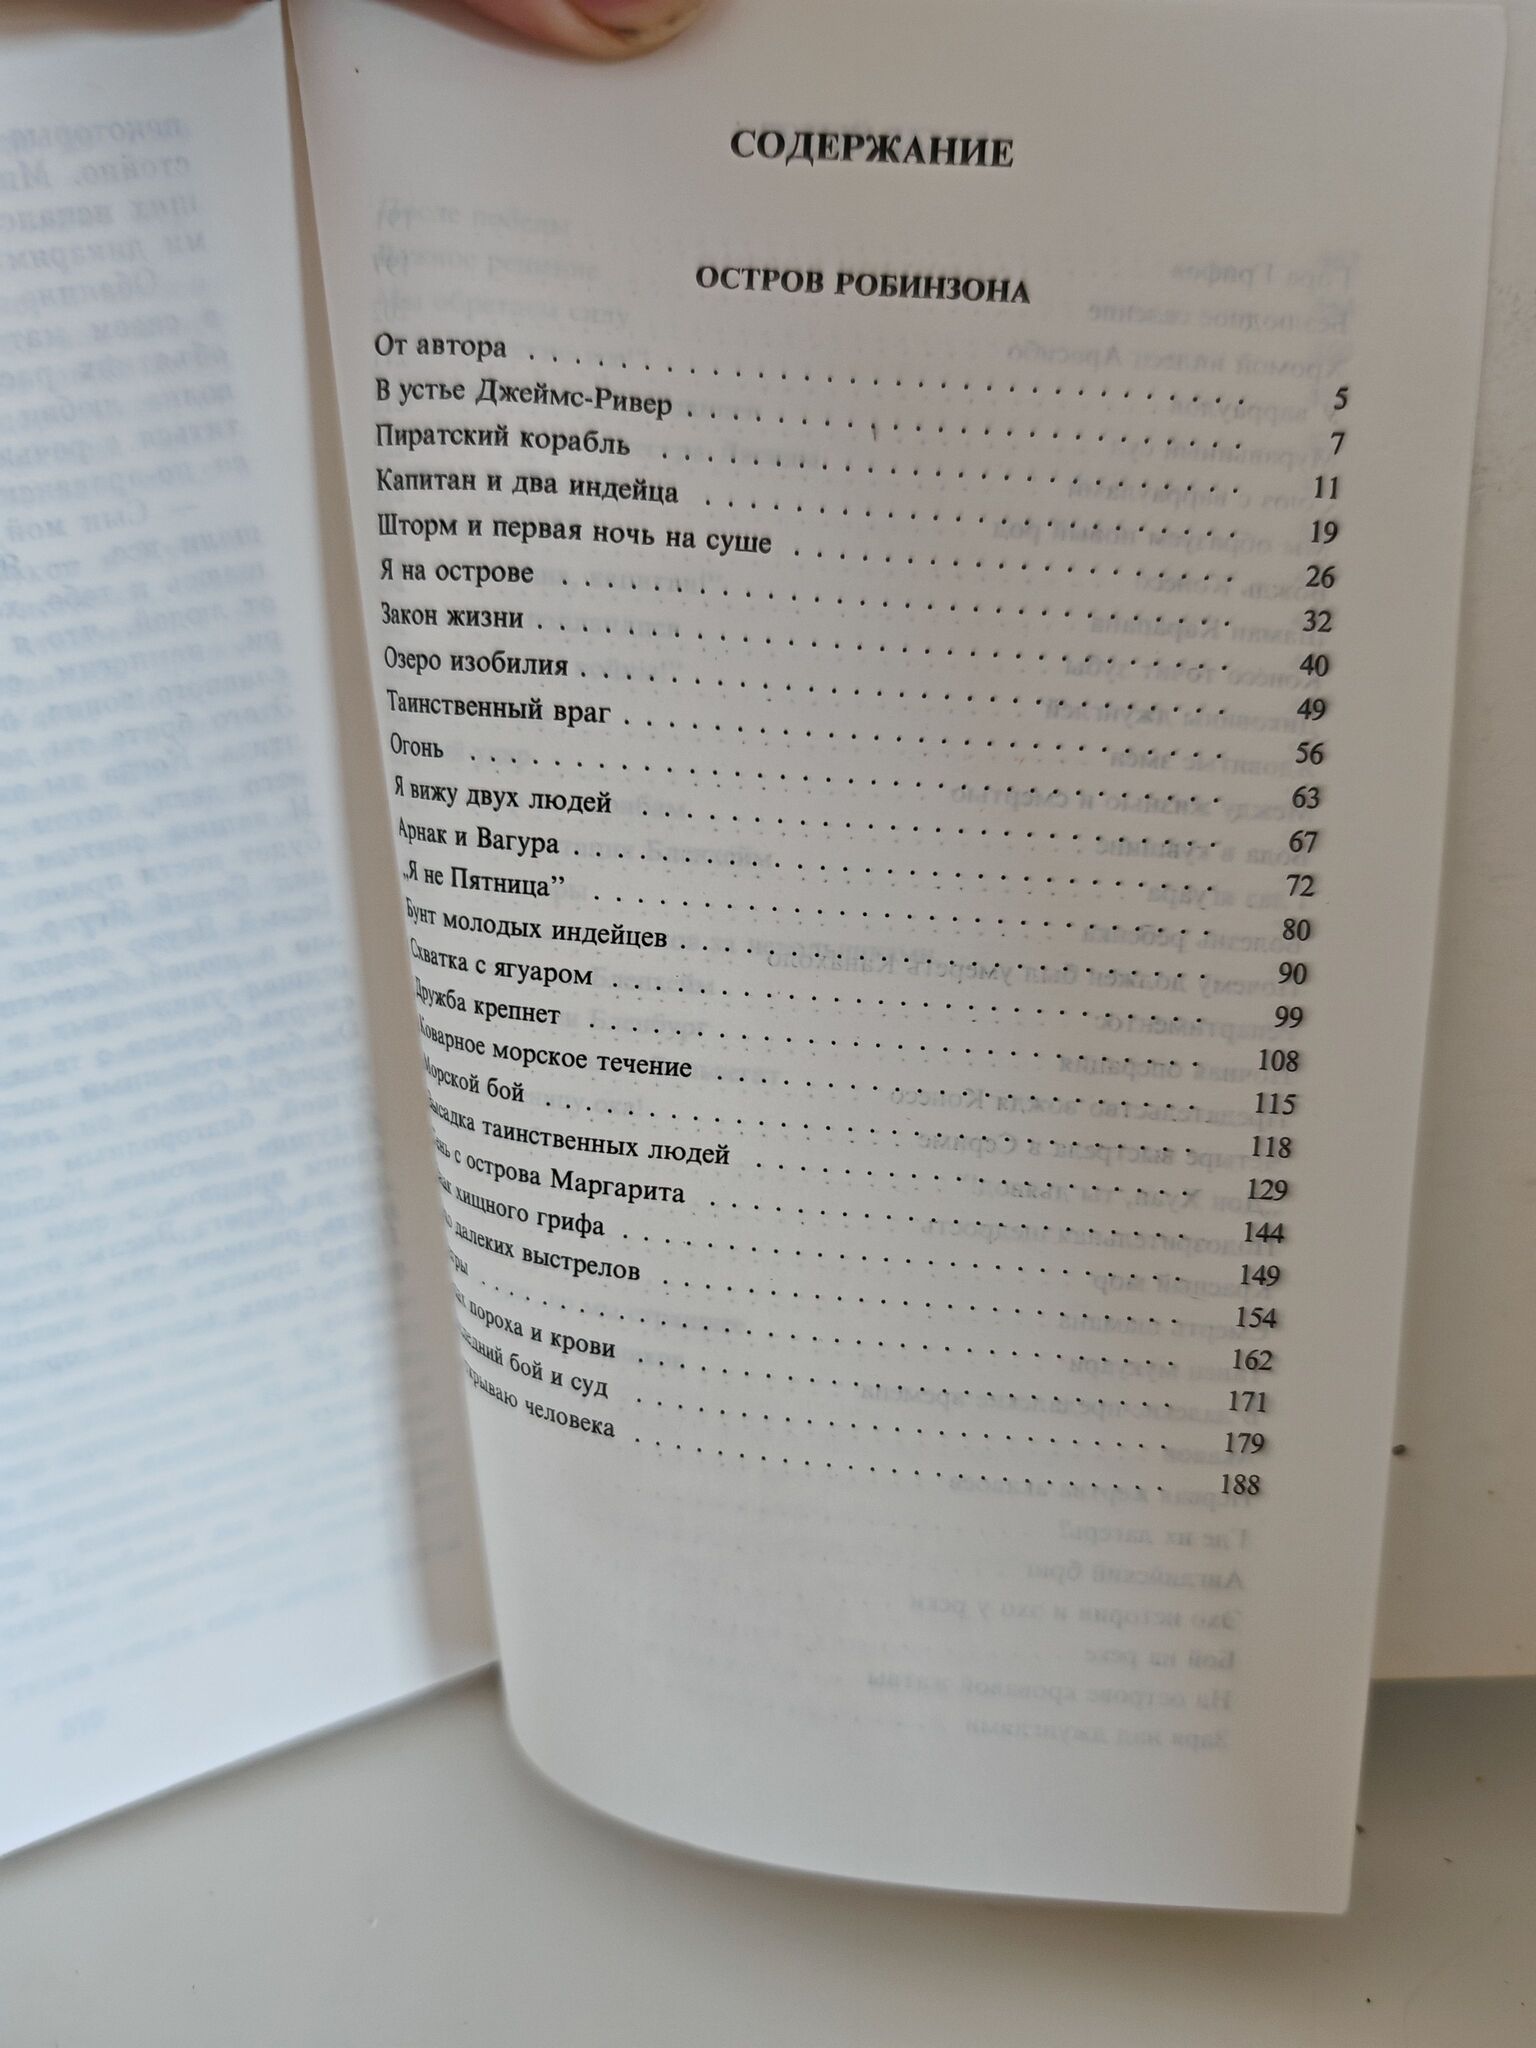 СОДЕРЖАНИЕ
ОСТРОВ РОБИНЗОНА
От автора . . . . . . . . . . . . . . . . . . . . 5
В устье Джеймс-Ривер . . . . . . . . . . . . . . . . . . . . 7
Пиратский корабль . . . . . . . . . . . . . . . . . . . . 11
Капитан и два индейца . . . . . . . . . . . . . . . . . . . . 19
Шторм и первая ночь на суше . . . . . . . . . . . . . . . . . . . . 26
Я на острове . . . . . . . . . . . . . . . . . . . . 32
Закон жизни . . . . . . . . . . . . . . . . . . . . 40
Озеро изобилия . . . . . . . . . . . . . . . . . . . . 49
Таинственный враг . . . . . . . . . . . . . . . . . . . . 56
Огонь . . . . . . . . . . . . . . . . . . . . 63
Я вижу двух людей . . . . . . . . . . . . . . . . . . . . 67
Арнак и Вагура . . . . . . . . . . . . . . . . . . . . 72
„Я не Пятница” . . . . . . . . . . . . . . . . . . . . 80
Бунт молодых индейцев . . . . . . . . . . . . . . . . . . . . 90
Схватка с ягуаром . . . . . . . . . . . . . . . . . . . . 99
Дружба крепнет . . . . . . . . . . . . . . . . . . . . 108
Коварное морское течение . . . . . . . . . . . . . . . . . . . . 115
Морской бой . . . . . . . . . . . . . . . . . . . . 118
таинственных людей . . . . . . . . . . . . . . . . . . . . 129
с острова Маргарита . . . . . . . . . . . . . . . . . . . . 144
хищного грифа . . . . . . . . . . . . . . . . . . . . 149
далеких выстрелов . . . . . . . . . . . . . . . . . . . . 154
. . . . . . . . . . . . . . . . . . . . 162
пороха и крови . . . . . . . . . . . . . . . . . . . . 171
бой и суд . . . . . . . . . . . . . . . . . . . . 179
человека . . . . . . . . . . . . . . . . . . . . 188